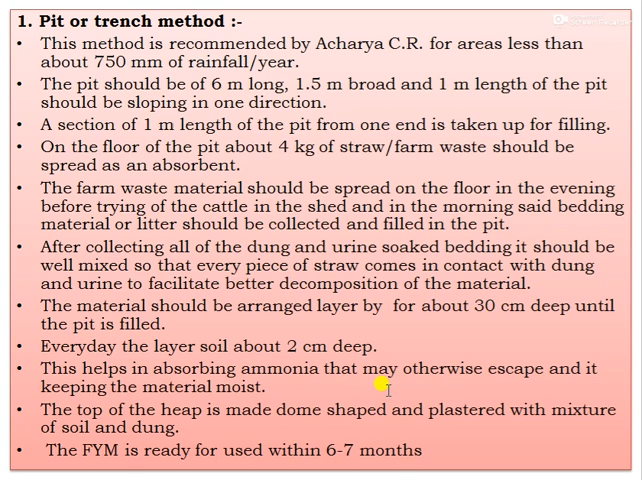 1. Pit or trench method :-
• This method is recommended by Acharya C.R. for areas less than
about 750 mm of rainfall/year.
• The pit should be of 6 m long, 1.5 m broad and 1 m length of the pit
should be sloping in one direction.
• A section of 1 m length of the pit from one end is taken up for filling.
• On the floor of the pit about 4 kg of straw/farm waste should be
spread as an absorbent.
• The farm waste material should be spread on the floor in the evening
before trying of the cattle in the shed and in the morning said bedding
material or litter should be collected and filled in the pit.
• After collecting all of the dung and urine soaked bedding it should be
well mixed so that every piece of straw comes in contact with dung
and urine to facilitate better decomposition of the material.
• The material should be arranged layer by for about 30 cm deep until
the pit is filled.
• Everyday the layer soil about 2 cm deep.
• This helps in absorbing ammonia that may otherwise escape and it
keeping the material moist.
• The top of the heap is made dome shaped and plastered with mixture
of soil and dung.
• The FYM is ready for used within 6-7 months